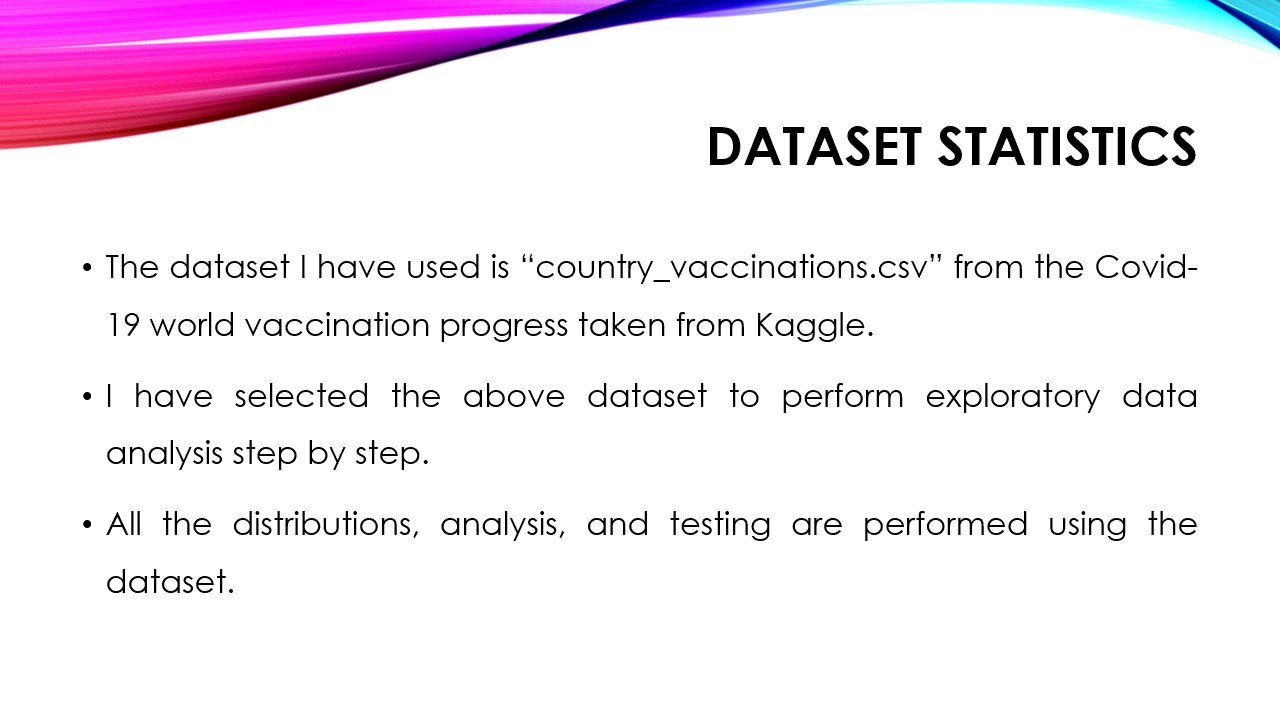 DATASET STATISTICS
• The dataset I have used is “country_vaccinations.csv” from the Covid-
19 world vaccination progress taken from Kaggle.
• I have selected the above dataset to perform exploratory data
analysis step by step.
• All the distributions, analysis, and testing are performed using the
dataset.